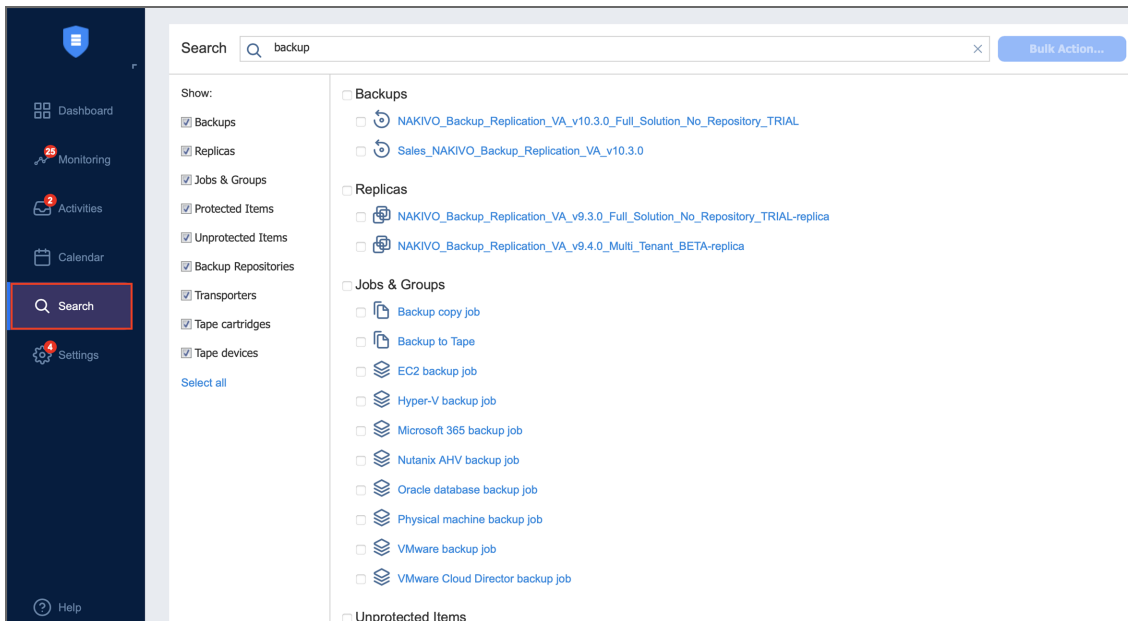 Search
backup
Bulk Action...
Dashboard
25
Monitoring
2
Activities
Calendar
Search
4
Settings
Help
Show:
Backups
Replicas
Jobs & Groups
Protected Items
Unprotected Items
Backup Repositories
Transporters
Tape cartridges
Tape devices
Select all
Backups
NAKIVO_Backup_Replication_VA_v10.3.0_Full_Solution_No_Repository_TRIAL
Sales_NAKIVO_Backup_Replication_VA_v10.3.0
Replicas
NAKIVO_Backup_Replication_VA_v9.3.0_Full_Solution_No_Repository_TRIAL-replica
NAKIVO_Backup_Replication_VA_v9.4.0_Multi_Tenant_BETA-replica
Jobs & Groups
Backup copy job
Backup to Tape
EC2 backup job
Hyper-V backup job
Microsoft 365 backup job
Nutanix AHV backup job
Oracle database backup job
Physical machine backup job
VMware backup job
VMware Cloud Director backup job
Unprotected Items